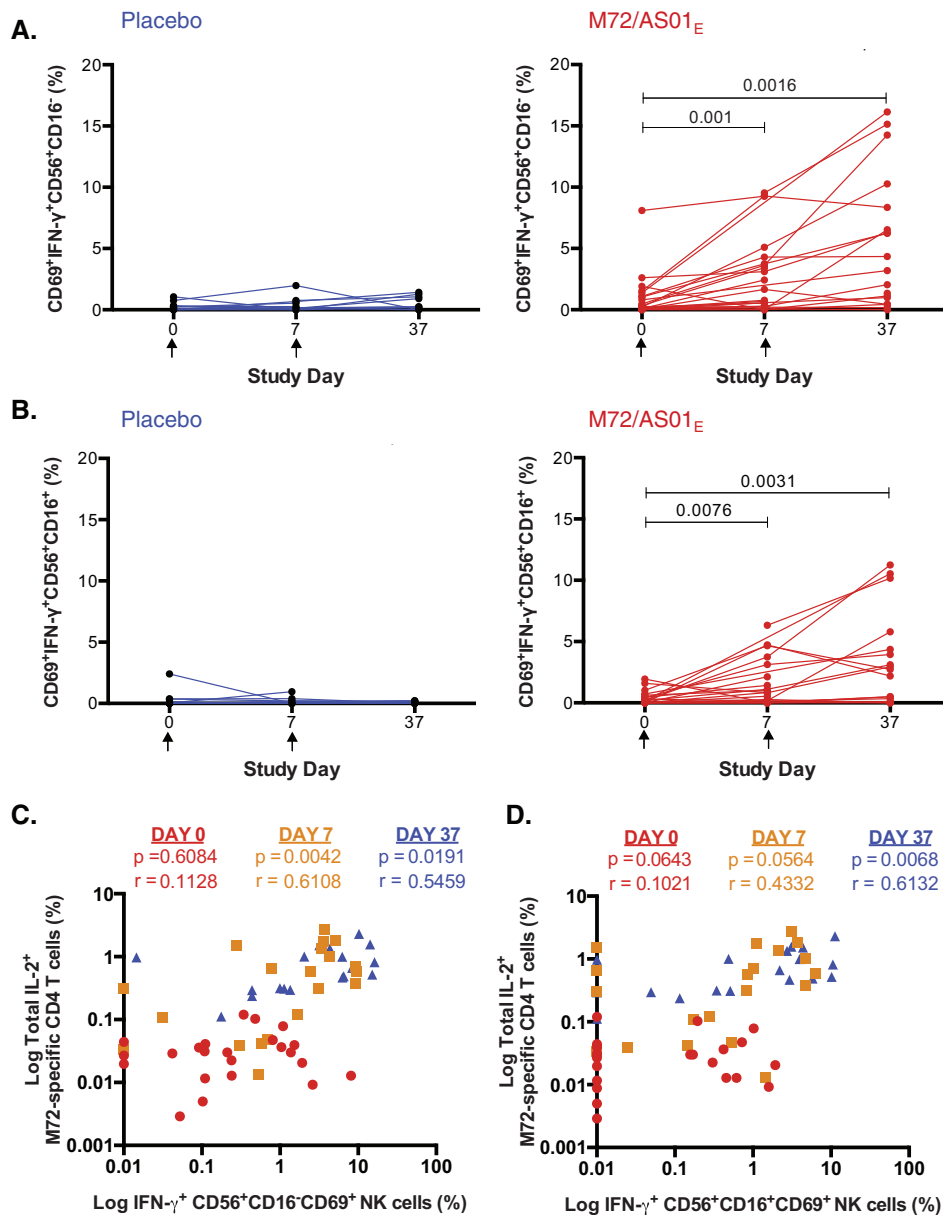 A.
Placebo
M72/AS01E
CD69+IFN-γ+CD56+CD16- (%)
20
15
10
5
0
0 7 37
Study Day
CD69+IFN-γ+CD56+CD16- (%)
20
15
10
5
0
0.0016
0.001
0 7 37
Study Day
B.
Placebo
M72/AS01E
CD69+IFN-γ+CD56+CD16+ (%)
20
15
10
5
0
0 7 37
Study Day
CD69+IFN-γ+CD56+CD16+ (%)
20
15
10
5
0
0.0031
0.0076
0 7 37
Study Day
C.
DAY 0 DAY 7 DAY 37
p =0.6084 p =0.0042 p =0.0191
r = 0.1128 r = 0.6108 r = 0.5459
Log Total IL-2+
M72-specific CD4 T cells (%)
10
1
0.1
0.01
0.001
0.01 0.1 1 10 100
Log IFN-γ+ CD56+CD16-CD69+ NK cells (%)
D.
DAY 0 DAY 7 DAY 37
p =0.0643 p =0.0564 p =0.0068
r = 0.1021 r = 0.4332 r = 0.6132
Log Total IL-2+
M72-specific CD4 T cells (%)
10
1
0.1
0.01
0.001
0.01 0.1 1 10 100
Log IFN-γ+ CD56+CD16+CD69+ NK cells (%)